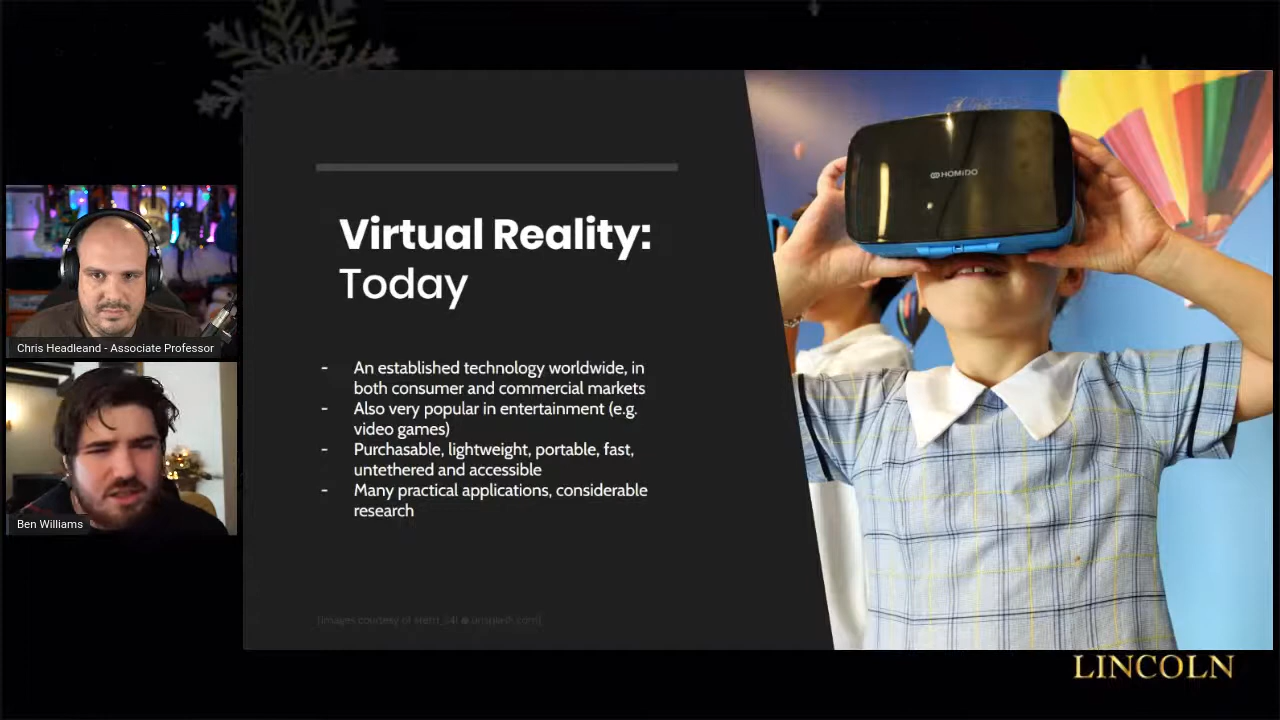 Virtual Reality:
Today
- An established technology worldwide, in
both consumer and commercial markets
- Also very popular in entertainment (e.g.
video games)
- Purchasable, lightweight, portable, fast,
untethered and accessible
- Many practical applications, considerable
research
HOMIDO
Chris Headleand - Associate Professor
Ben Williams
LINCOLN